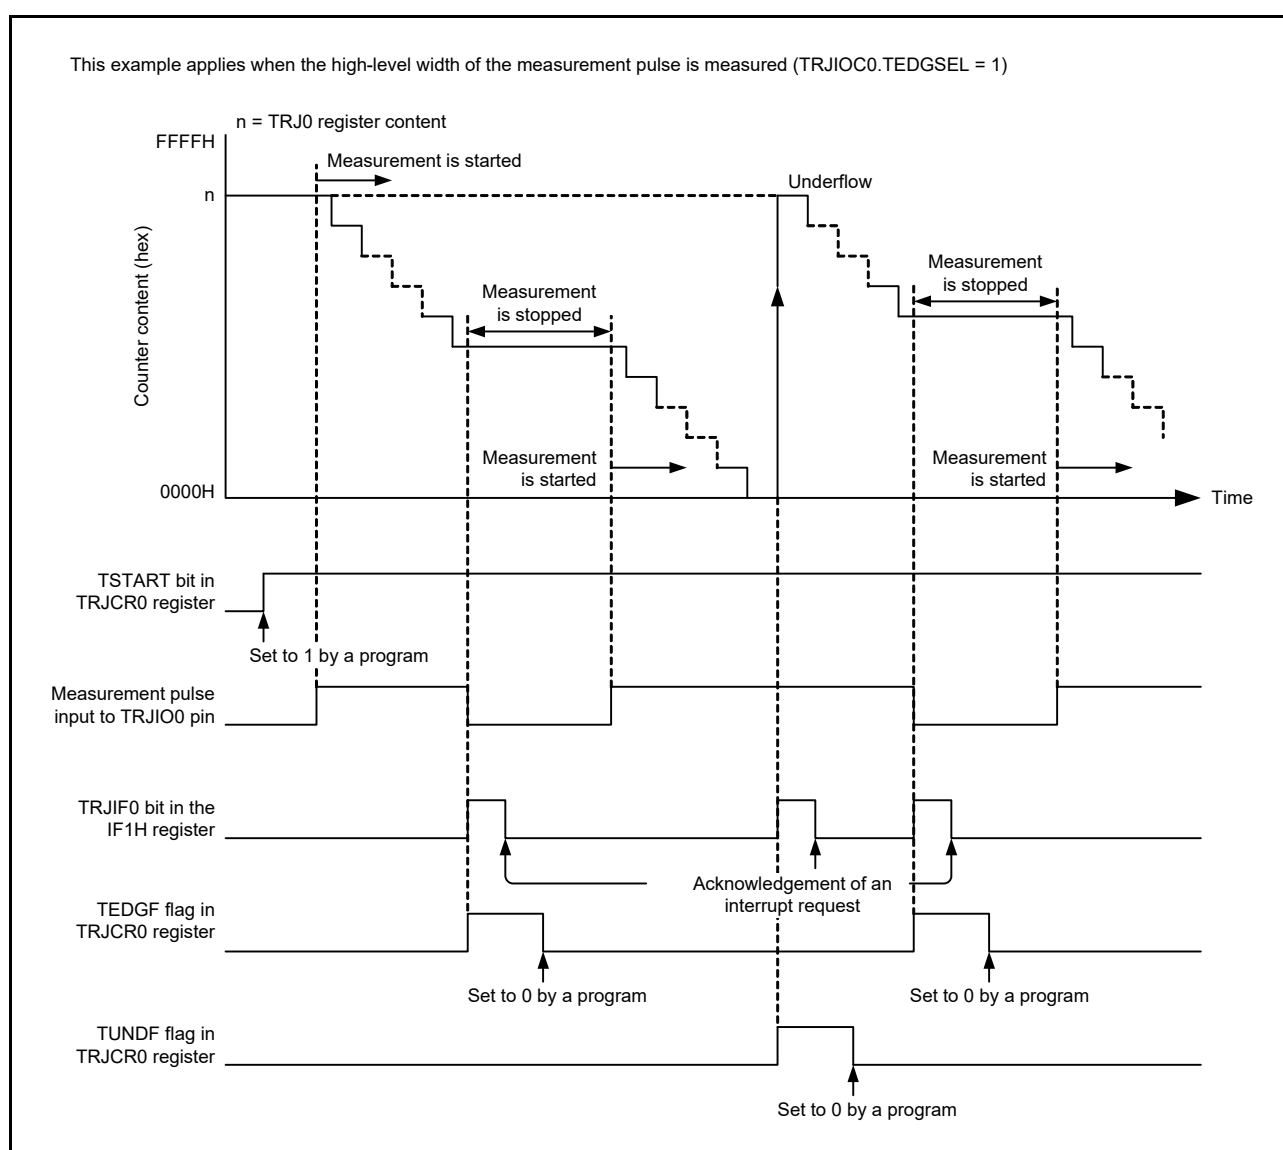 This example applies when the high-level width of the measurement pulse is measured (TRJIOC0.TEDGSEL = 1)
n = TRJ0 register content
FFFFH
Measurement is started
n
Underflow
Counter content (hex)
Measurement
is stopped
Measurement
is stopped
Measurement
is started
Measurement
is started
0000H
Time
TSTART bit in
TRJCR0 register
Set to 1 by a program
Measurement pulse
input to TRJIO0 pin
TRJIF0 bit in the
IF1H register
Acknowledgement of an
interrupt request
TEDGF flag in
TRJCR0 register
Set to 0 by a program
Set to 0 by a program
TUNDF flag in
TRJCR0 register
Set to 0 by a program